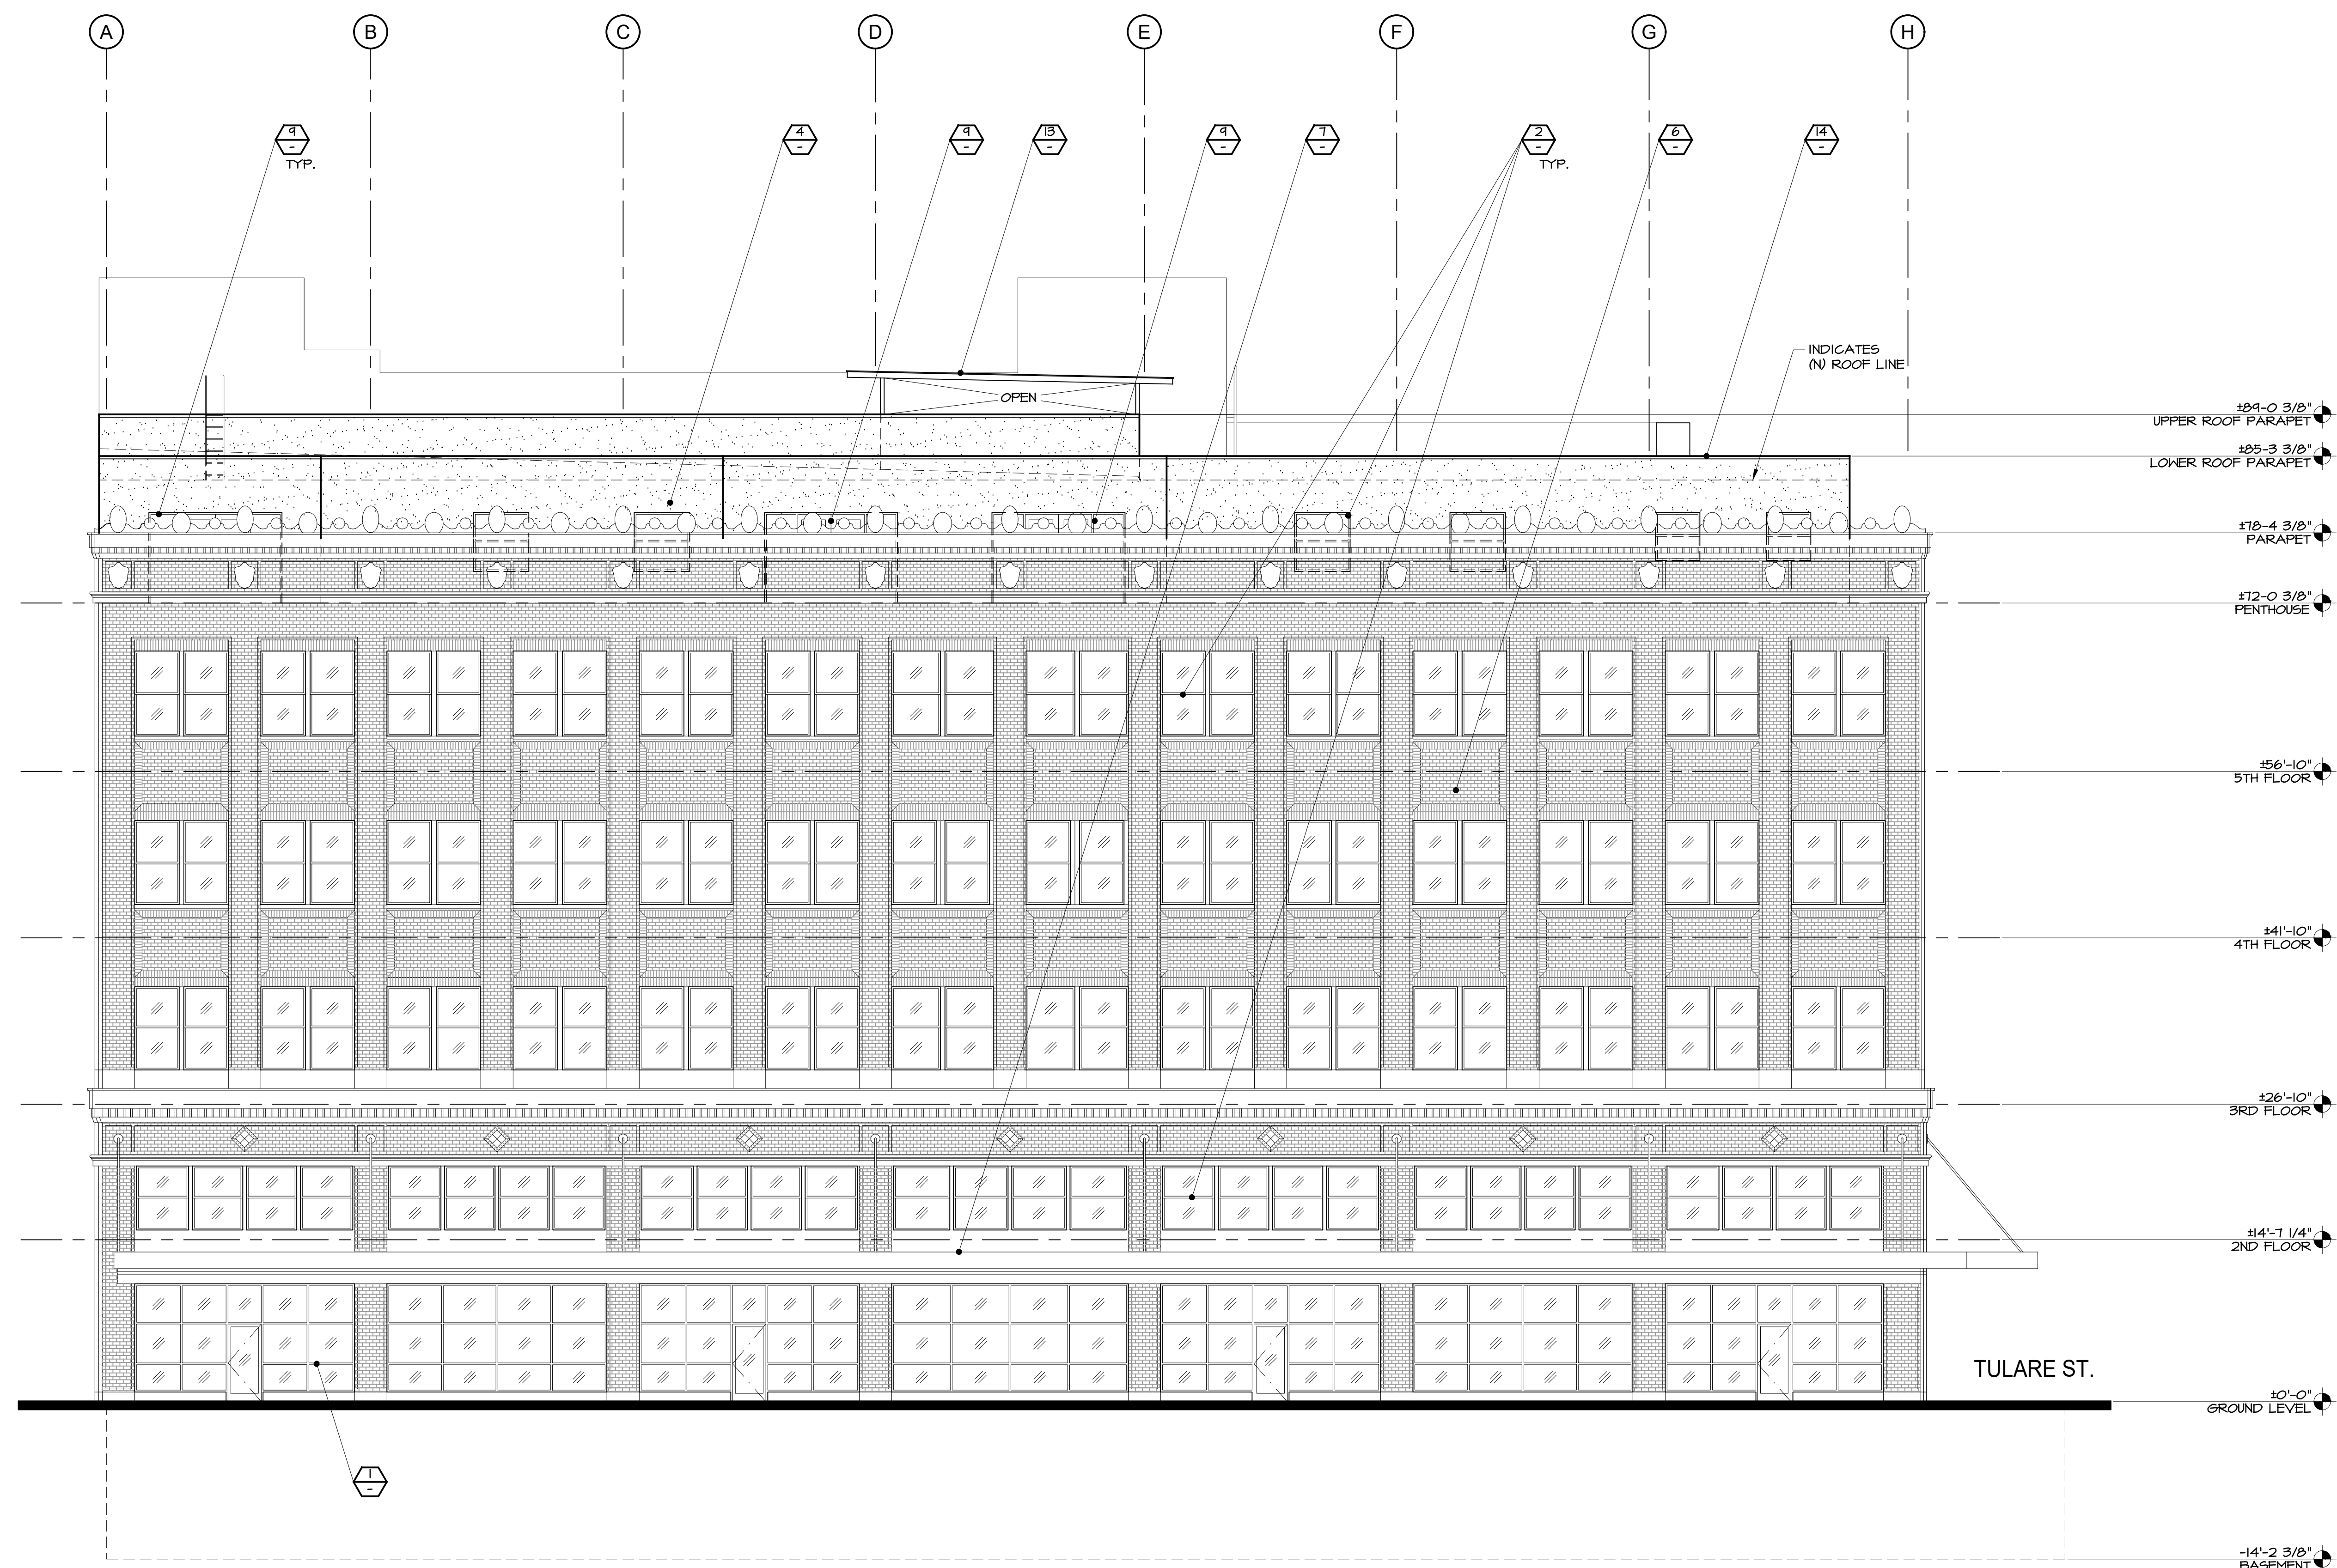 A B C D E F G H
9 4 9 13 9 7 2 6 14
- - - - - - - - -
TYP. TYP.
INDICATES
(N) ROOF LINE
OPEN
±89-0 3/8"
UPPER ROOF PARAPET
±85-3 3/8"
LOWER ROOF PARAPET
±78-4 3/8"
PARAPET
±72-0 3/8"
PENTHOUSE
±56'-10"
5TH FLOOR
±41'-10"
4TH FLOOR
±26'-10"
3RD FLOOR
±14'-7 1/4"
2ND FLOOR
TULARE ST.
±0'-0"
GROUND LEVEL
1
-
-14'-2 3/8"
BASEMENT